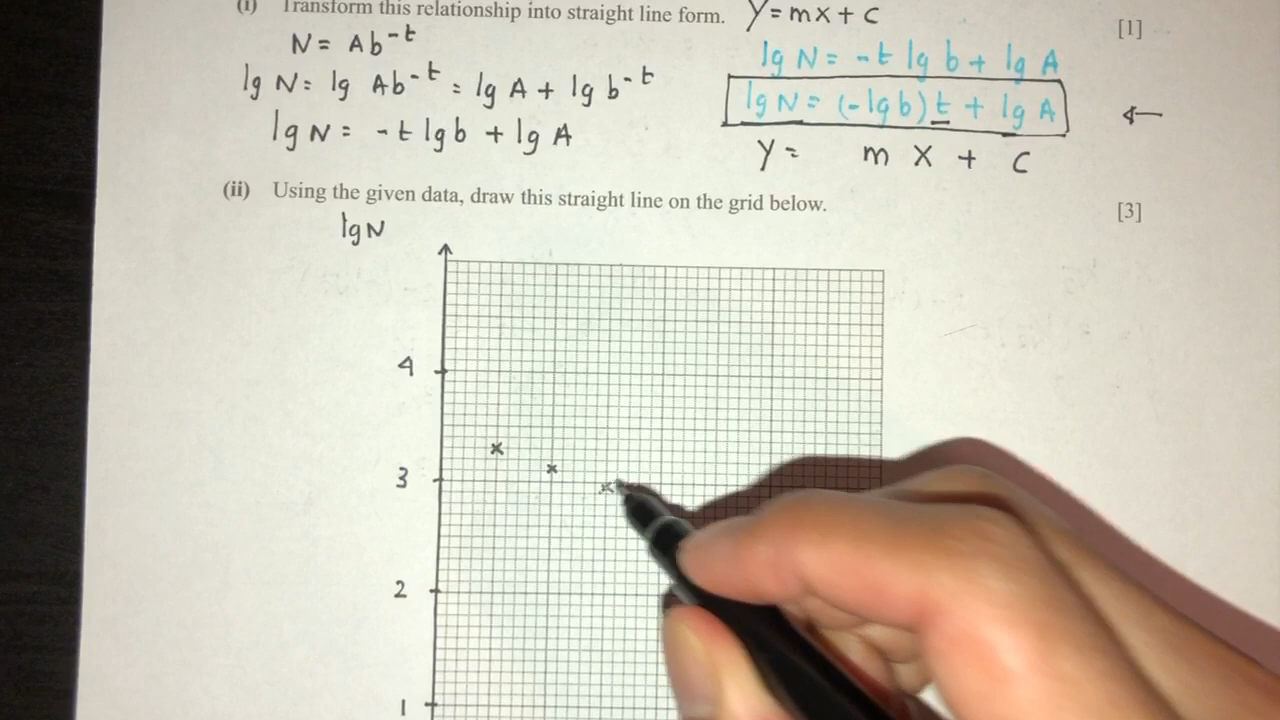 (i) Transform this relationship into straight line form. Y = mX + C
[1]
N = Ab^-t
lg N = lg Ab^-t = lg A + lg b^-t
lg N = -t lg b + lg A
lg N = -t lg b + lg A
lg N = (-lg b) t + lg A
Y = m X + C
(ii) Using the given data, draw this straight line on the grid below.
[3]
lg N
4
3
2
1